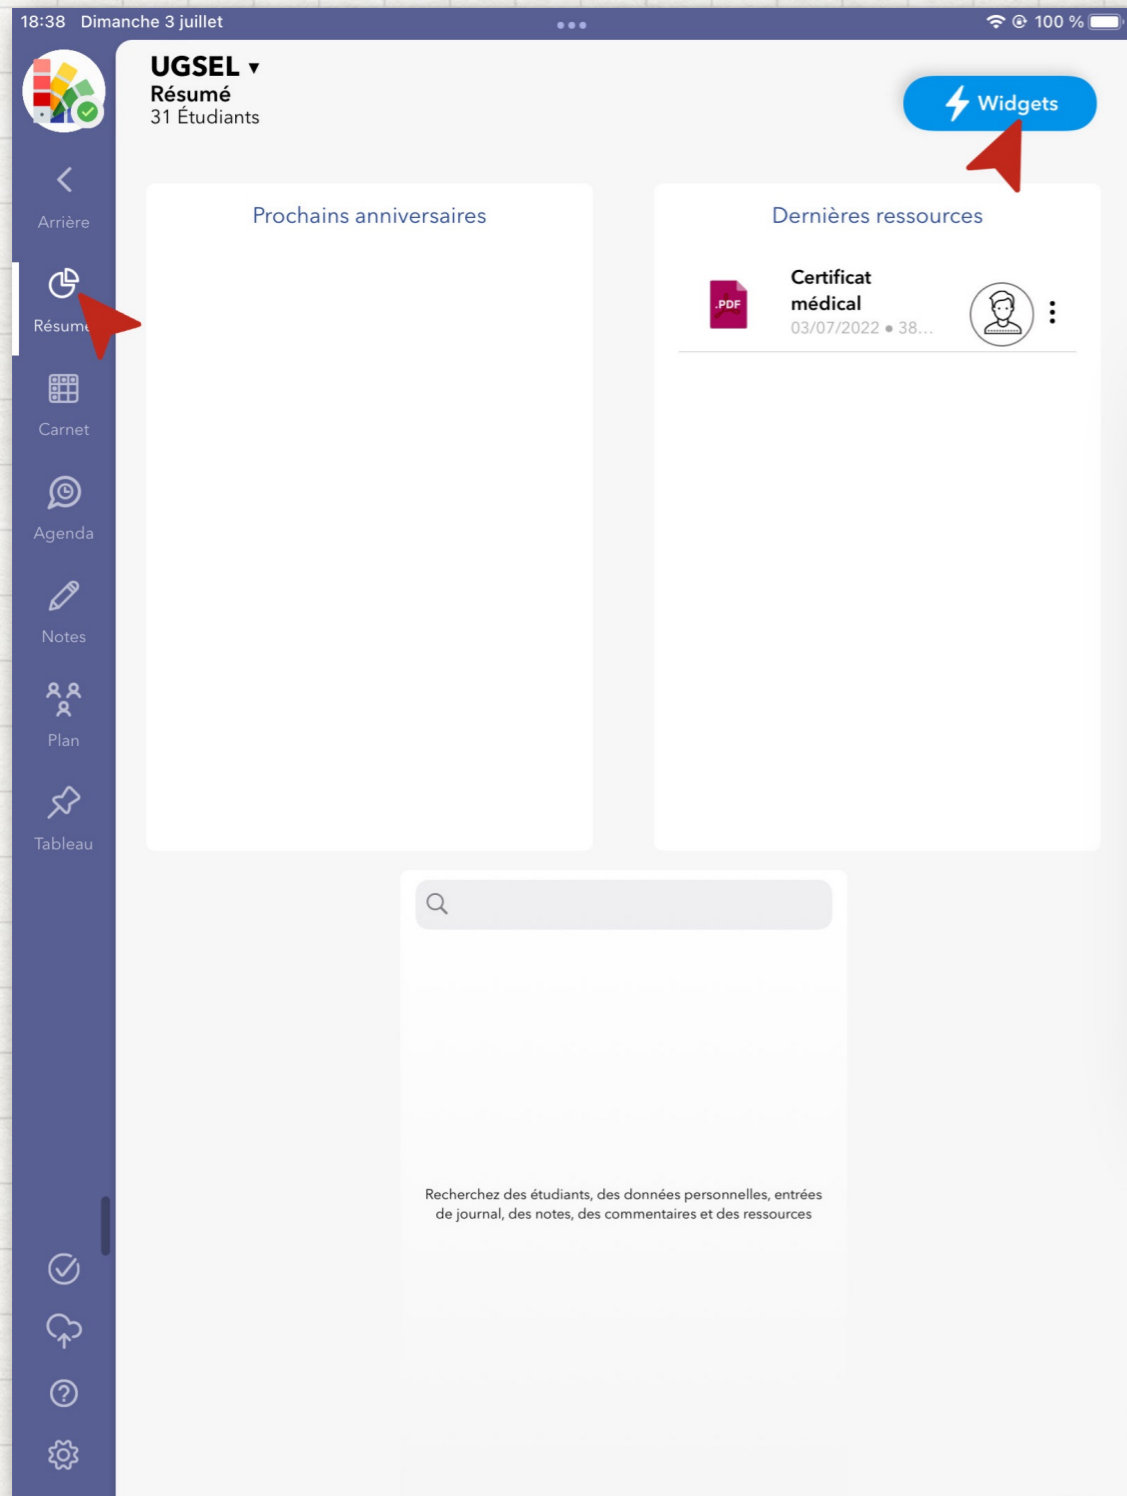 18:38 Dimanche 3 juillet
100 %
UGSEL ▼
Résumé
31 Étudiants
Widgets
Arrière
Résumé
Carnet
Agenda
Notes
Plan
Tableau
Prochains anniversaires
Dernières ressources
.PDF
Certificat
médical
03/07/2022 • 38...
Recherchez des étudiants, des données personnelles, entrées
de journal, des notes, des commentaires et des ressources